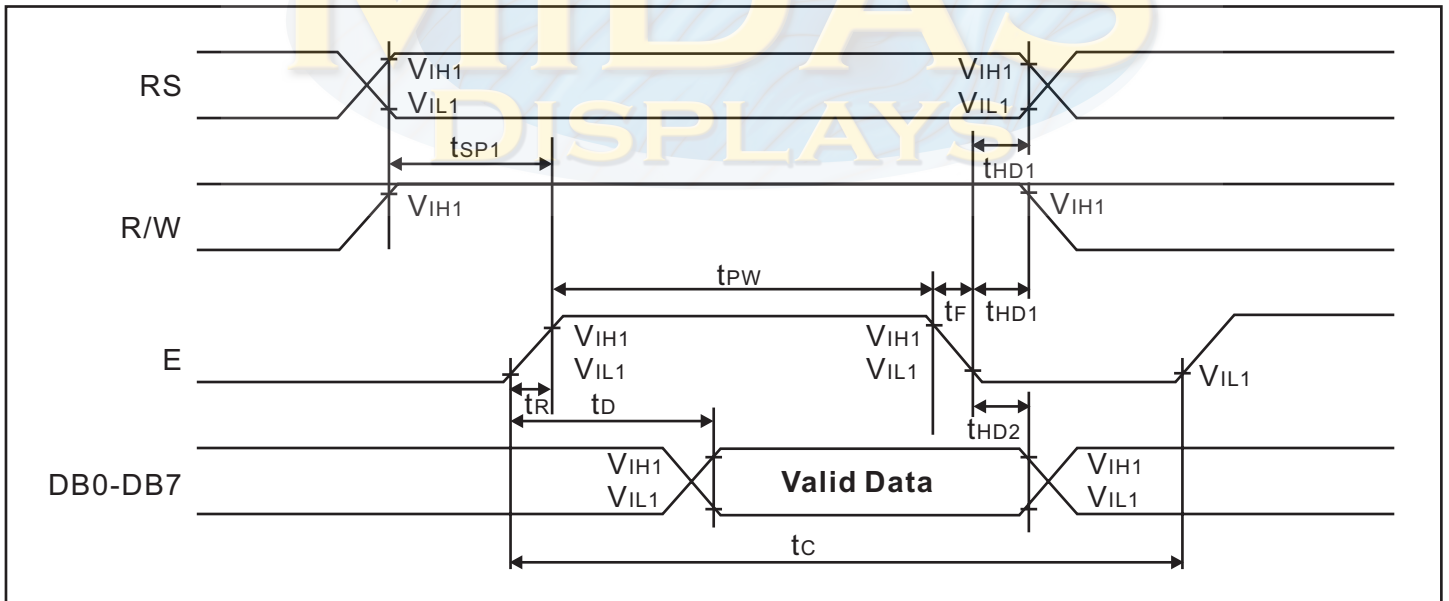 MIDAS
DISPLAYS
RS
VIH1
VIL1
VIH1
VIL1
tSP1
tHD1
R/W
VIH1
VIH1
tPW
tF
tHD1
E
VIH1
VIL1
VIH1
VIL1
VIL1
tR
tD
tHD2
DB0-DB7
VIH1
VIL1
Valid Data
VIH1
VIL1
tC